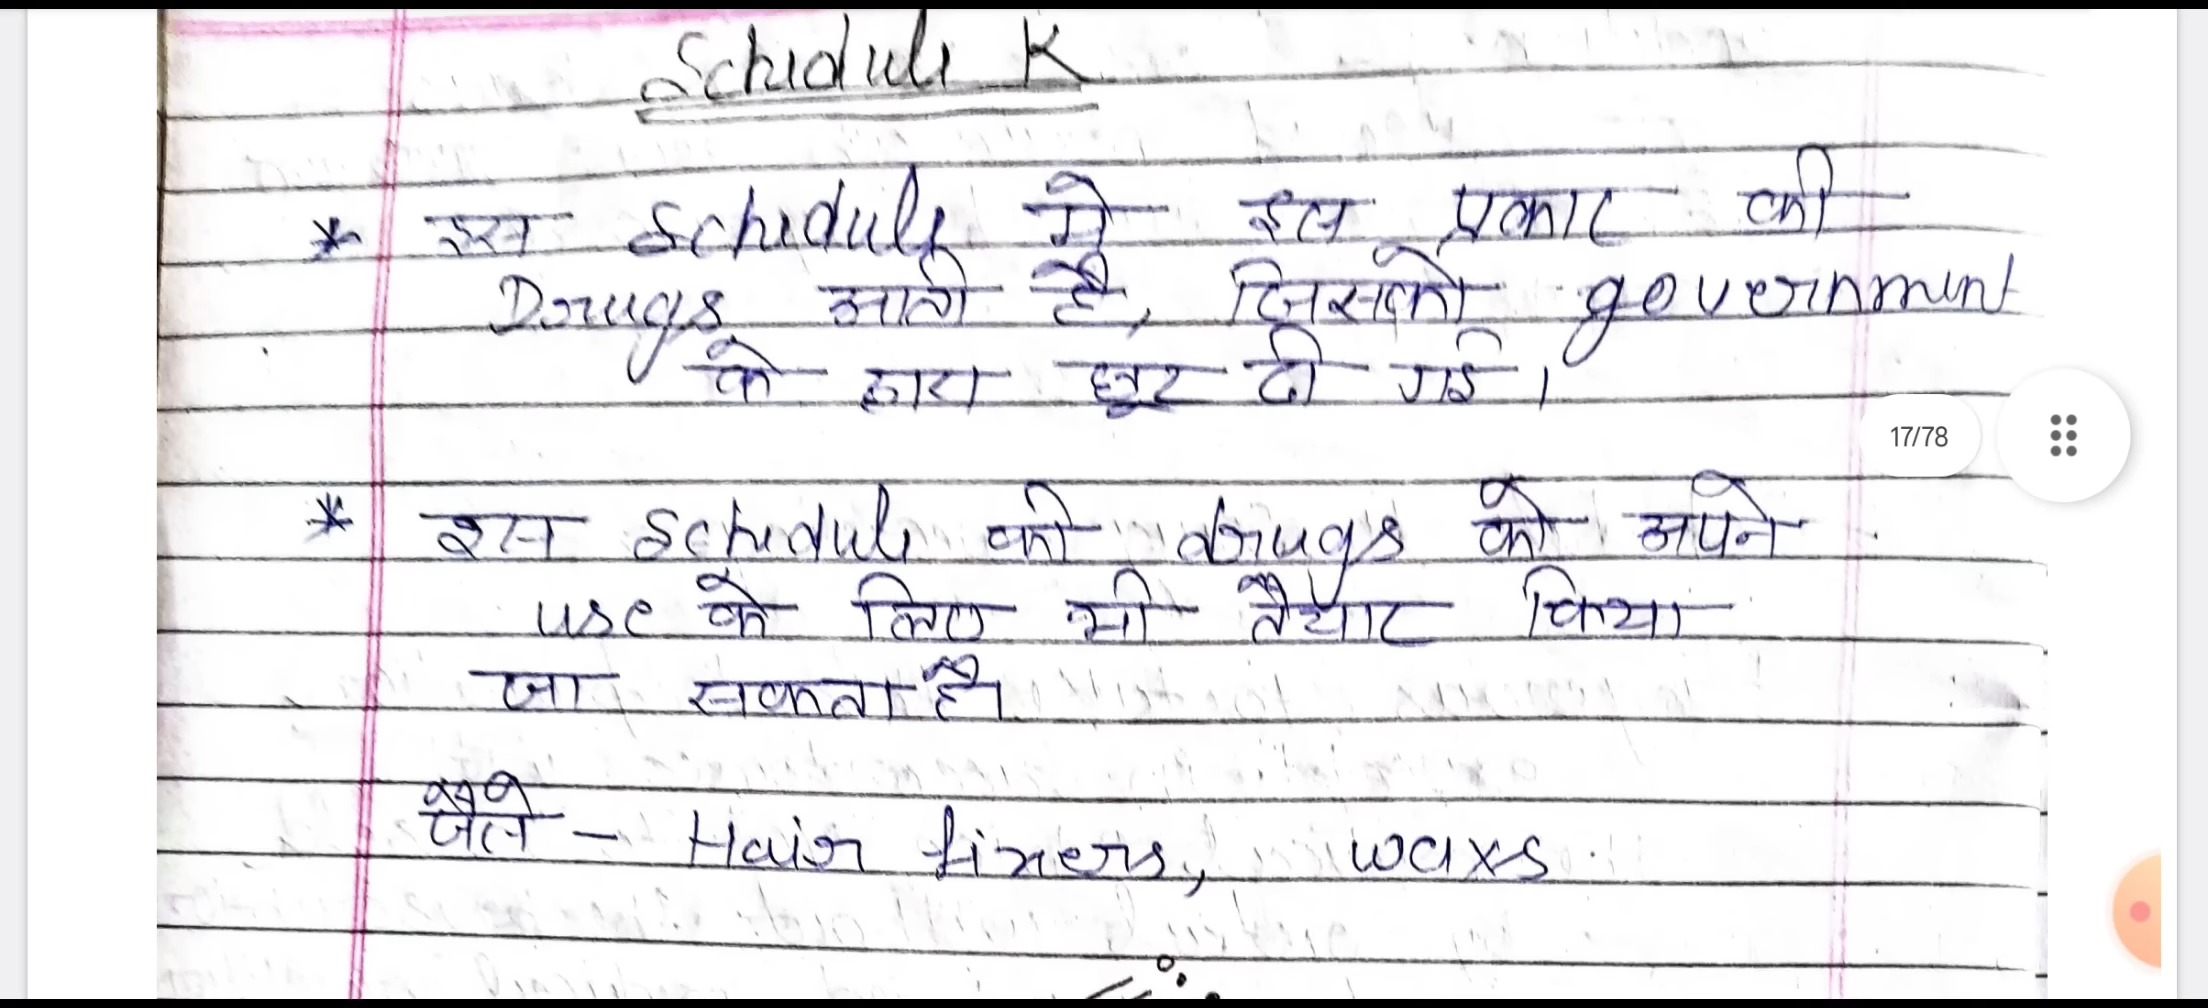 Schedule K
* इस Schedule मे इस प्रकार की
Drugs आती है, जिसको government
के द्वारा छूट दी गई।
17/78
* इस Schedule की drugs को अपने
use के लिए भी तैयार किया
जा सकता है।
जैसे - Hair fixers, waxs.